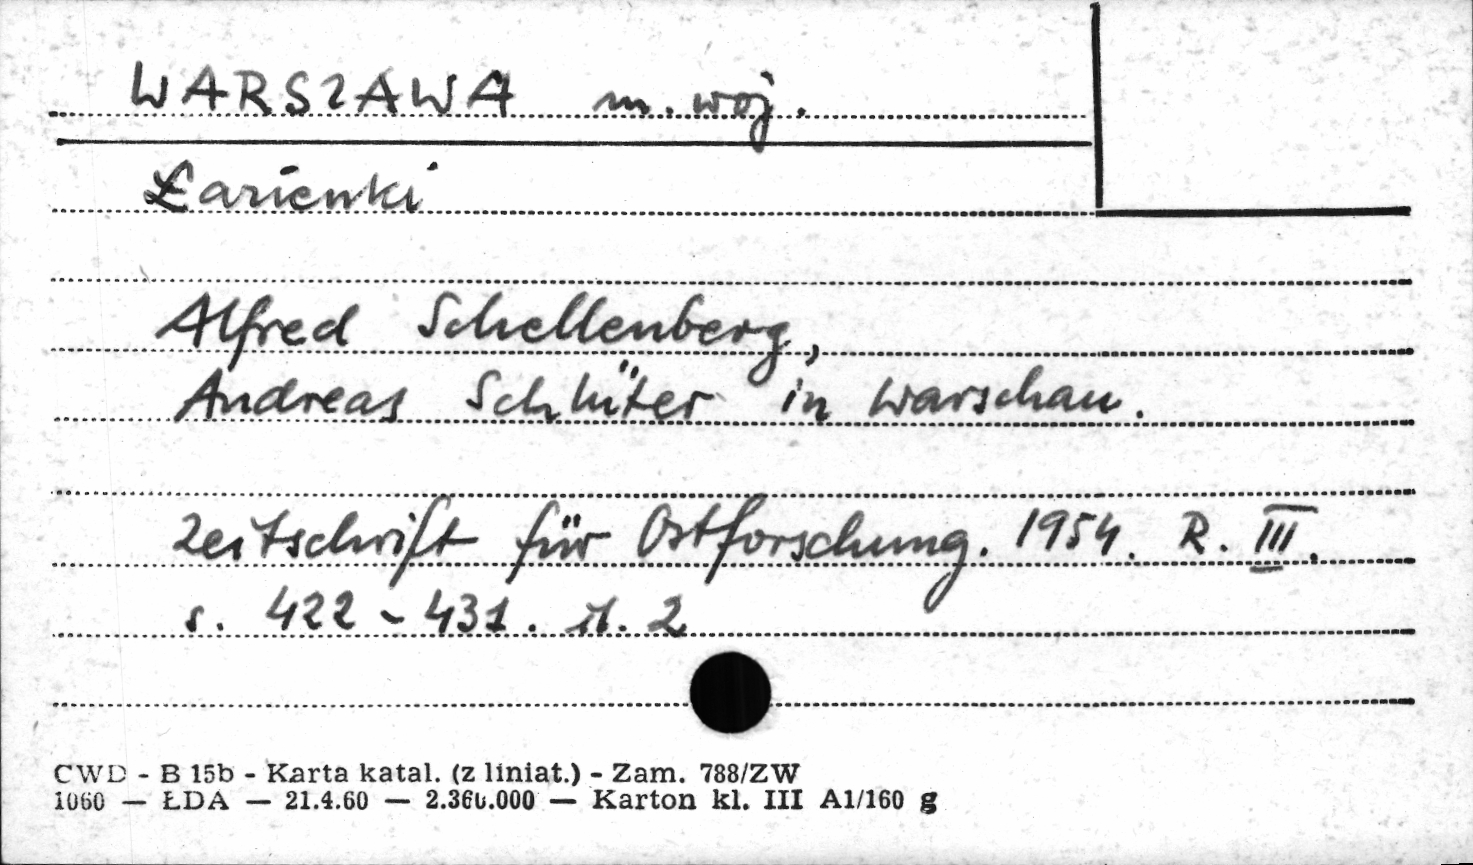 WARSZAWA m. woj.
Łazienki
Alfred Schellenberg,
Andreas Schlüter in Warschau.
Zeitschrift für Ostforschung. 1954. R. III.
s. 422-431. il. 2
CWD - B 15b - Karta katal. (z liniat.) - Zam. 788/ZW
1060 — ŁDA — 21.4.60 — 2.360.000 — Karton kl. III A1/160 g